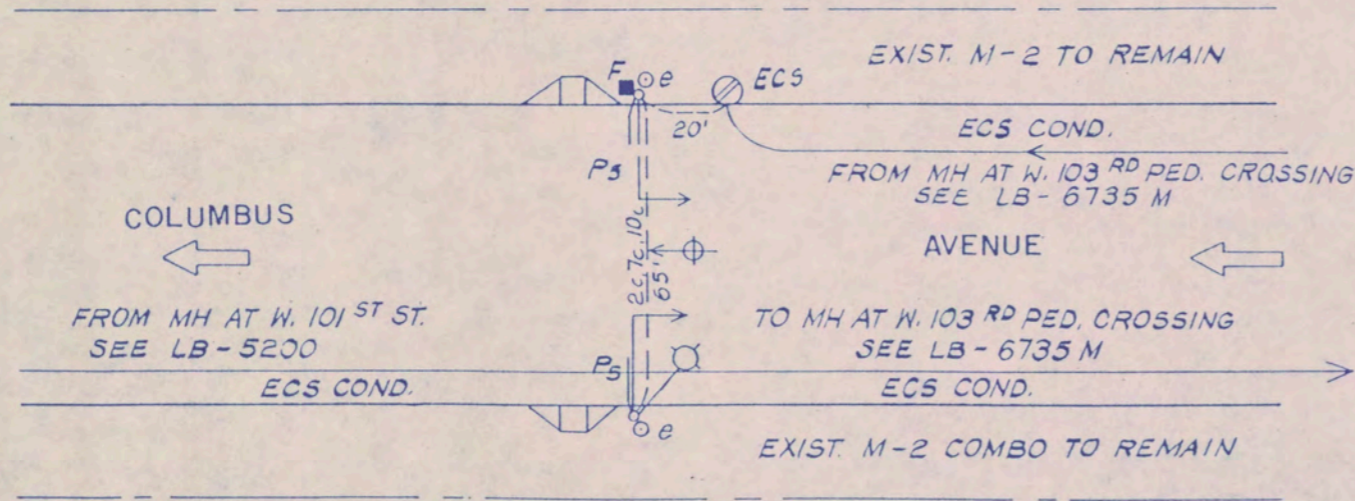 EXIST. M-2 TO REMAIN
F e ECS
20'
ECS COND.
FROM MH AT W. 103 RD PED. CROSSING
SEE LB-6735 M
PS
COLUMBUS
AVENUE
2C,7C,10C
65'
FROM MH AT W. 101 ST ST.
SEE LB-5200
TO MH AT W. 103 RD PED. CROSSING
SEE LB-6735 M
PS
ECS COND.
ECS COND.
e
EXIST. M-2 COMBO TO REMAIN